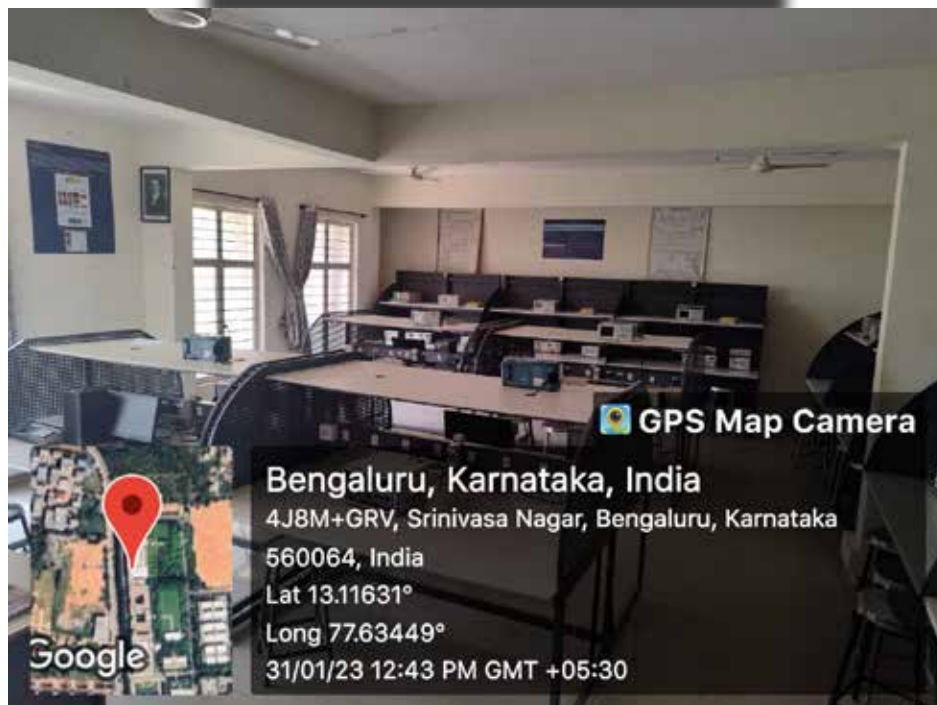 GPS Map Camera
Bengaluru, Karnataka, India
4J8M+GRV, Srinivasa Nagar, Bengaluru, Karnataka
560064, India
Lat 13.11631°
Long 77.63449°
31/01/23 12:43 PM GMT +05:30
Google